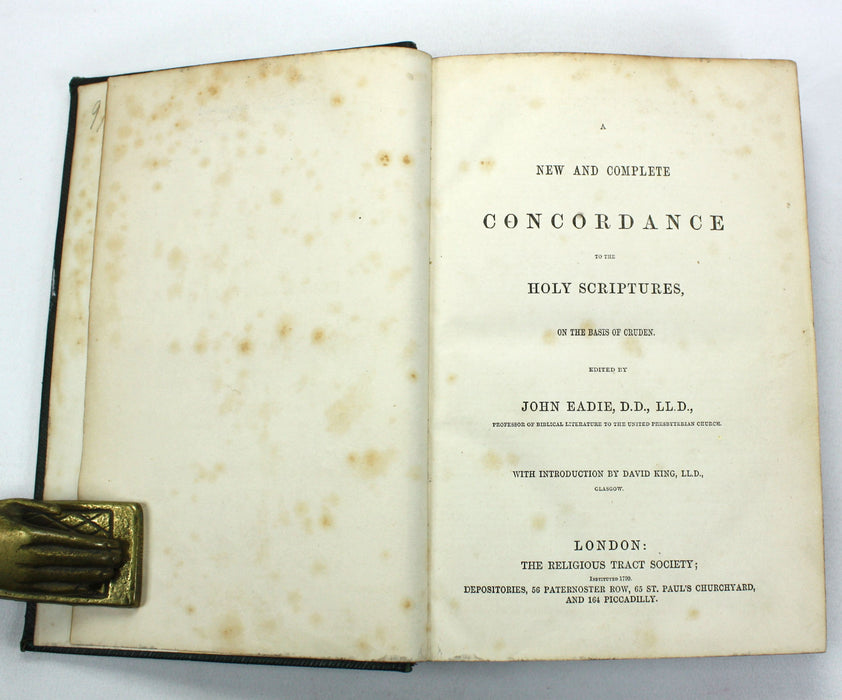 9
A
NEW AND COMPLETE
CONCORDANCE
TO THE
HOLY SCRIPTURES,
ON THE BASIS OF CRUDEN.
EDITED BY
JOHN EADIE, D.D., LL.D.,
PROFESSOR OF BIBLICAL LITERATURE TO THE UNITED PRESBYTERIAN CHURCH.
WITH INTRODUCTION BY DAVID KING, LL.D.,
GLASGOW.
LONDON:
THE RELIGIOUS TRACT SOCIETY;
INSTITUTED 1799.
DEPOSITORIES, 56 PATERNOSTER ROW, 65 ST. PAUL'S CHURCHYARD,
AND 164 PICCADILLY.